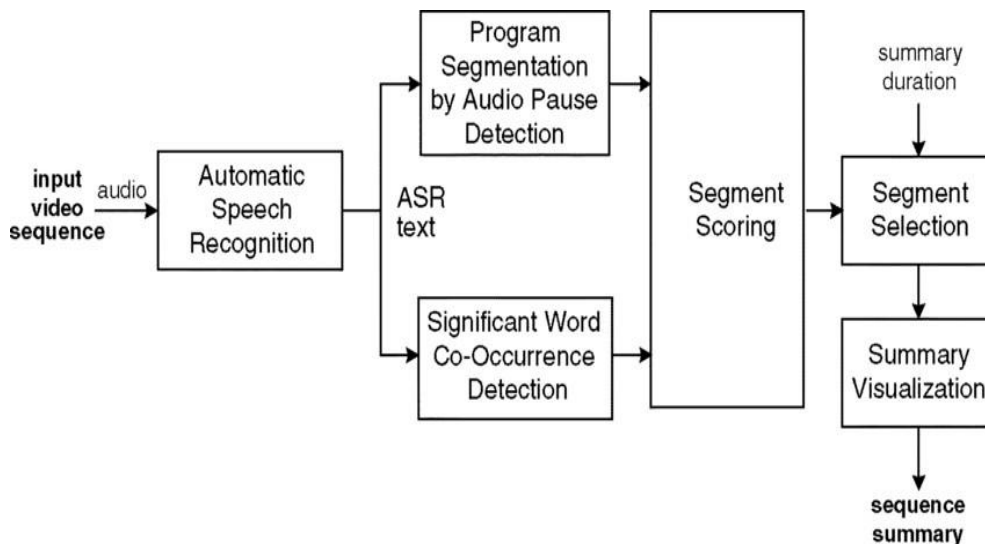 input
video
sequence
audio
Automatic
Speech
Recognition
ASR
text
Program
Segmentation
by Audio Pause
Detection
Significant Word
Co-Occurrence
Detection
Segment
Scoring
summary
duration
Segment
Selection
Summary
Visualization
sequence
summary